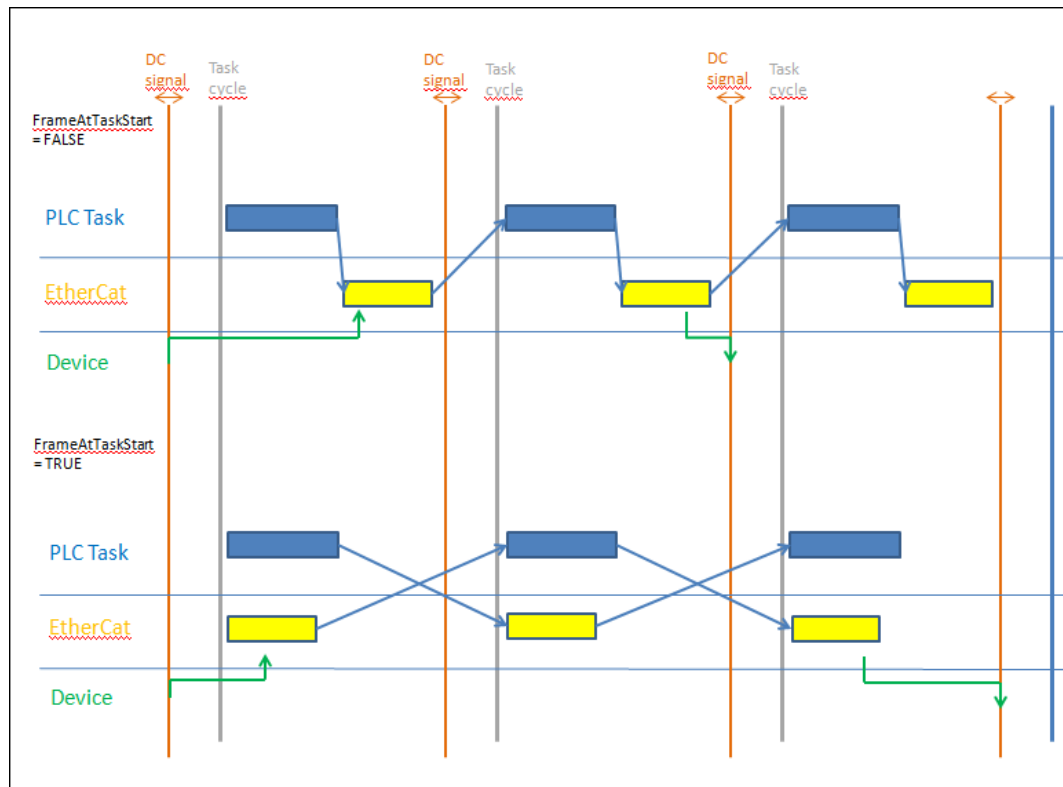 DC
signal
Task
cycle
DC
signal
Task
cycle
DC
signal
Task
cycle
FrameAtTaskStart
= FALSE
PLC Task
EtherCat
Device
FrameAtTaskStart
= TRUE
PLC Task
EtherCat
Device